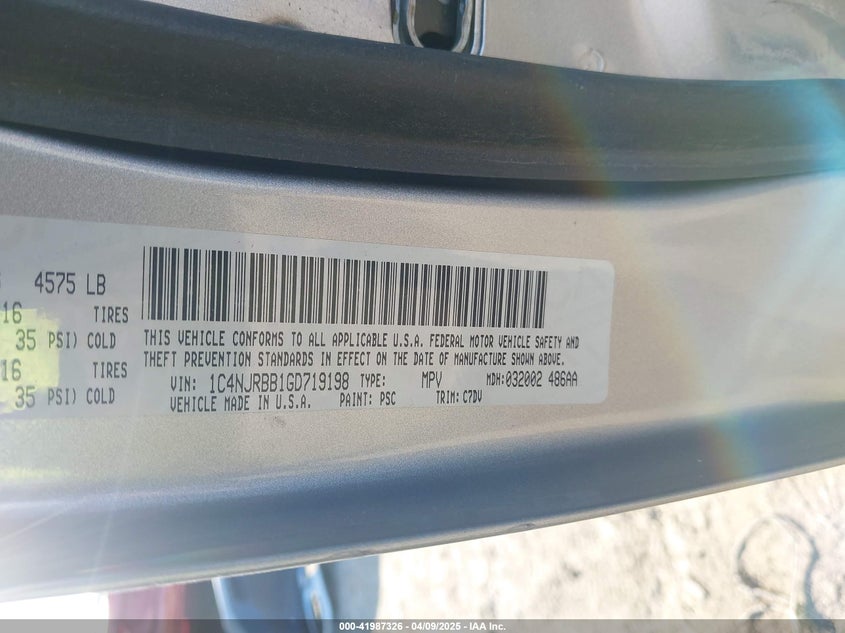 4575 LB
16 TIRES
35 PSI) COLD
16 TIRES
35 PSI) COLD
THIS VEHICLE CONFORMS TO ALL APPLICABLE U.S.A. FEDERAL MOTOR VEHICLE SAFETY AND
THEFT PREVENTION STANDARDS IN EFFECT ON THE DATE OF MANUFACTURE SHOWN ABOVE.
VIN: 1C4NJRBB1GD719198 TYPE: MPV MDH:032002 486AA
VEHICLE MADE IN U.S.A. PAINT: PSC TRIM: C7DV
000-41987326 - 04/09/2025 - IAA Inc.